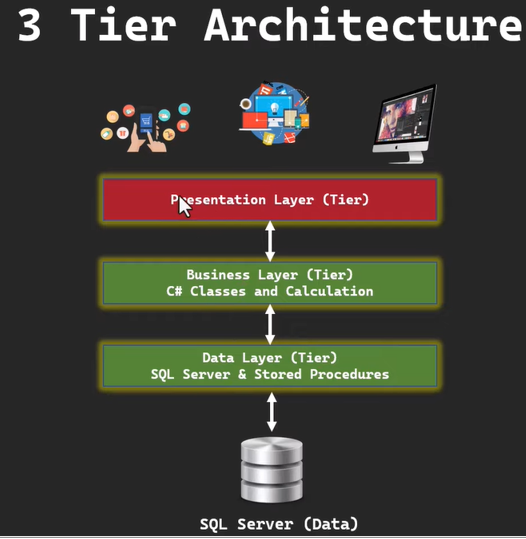 3 Tier Architecture
Presentation Layer (Tier)
Business Layer (Tier)
C# Classes and Calculation
Data Layer (Tier)
SQL Server & Stored Procedures
SQL Server (Data)